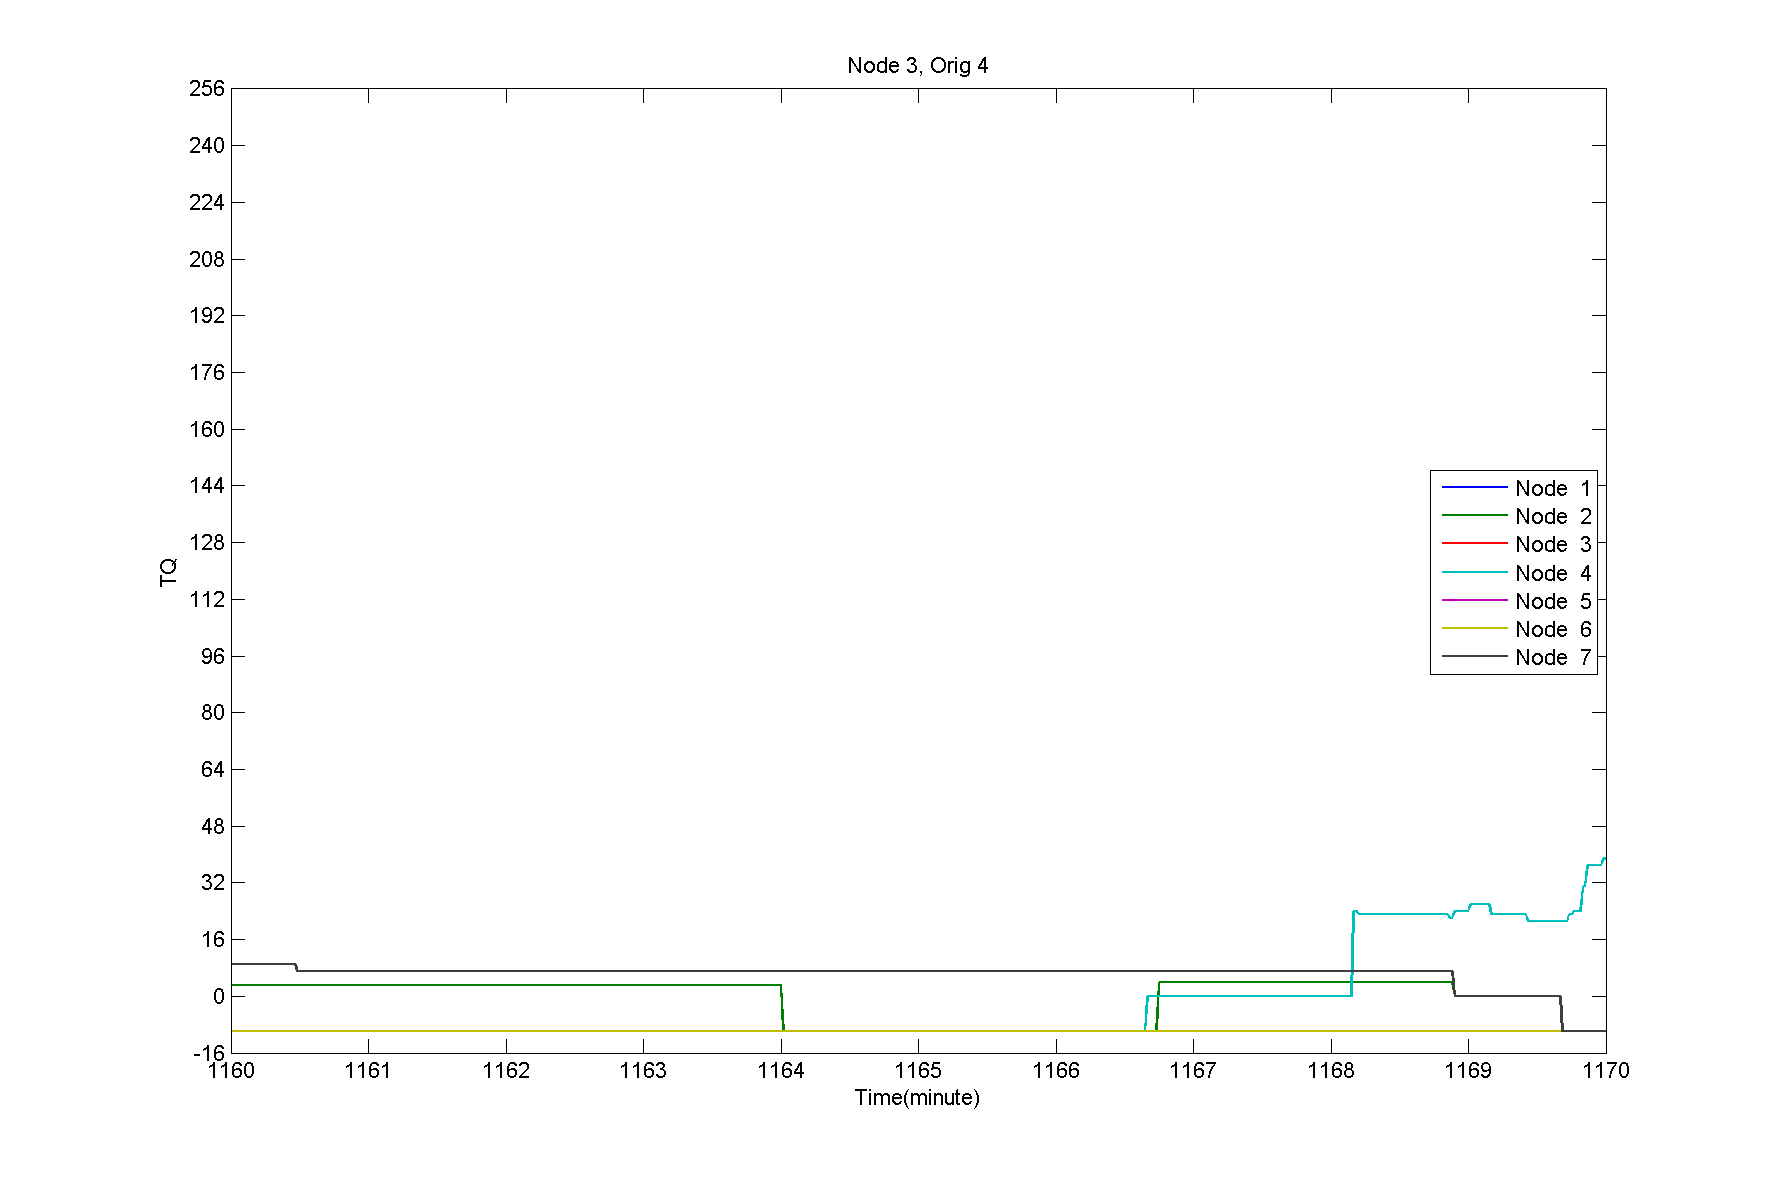 Node 3, Orig 4
256
240
224
208
192
176
160
144
128
112
96
80
64
48
32
16
0
-16
TQ
Node 1
Node 2
Node 3
Node 4
Node 5
Node 6
Node 7
1160 1161 1162 1163 1164 1165 1166 1167 1168 1169 1170
Time(minute)